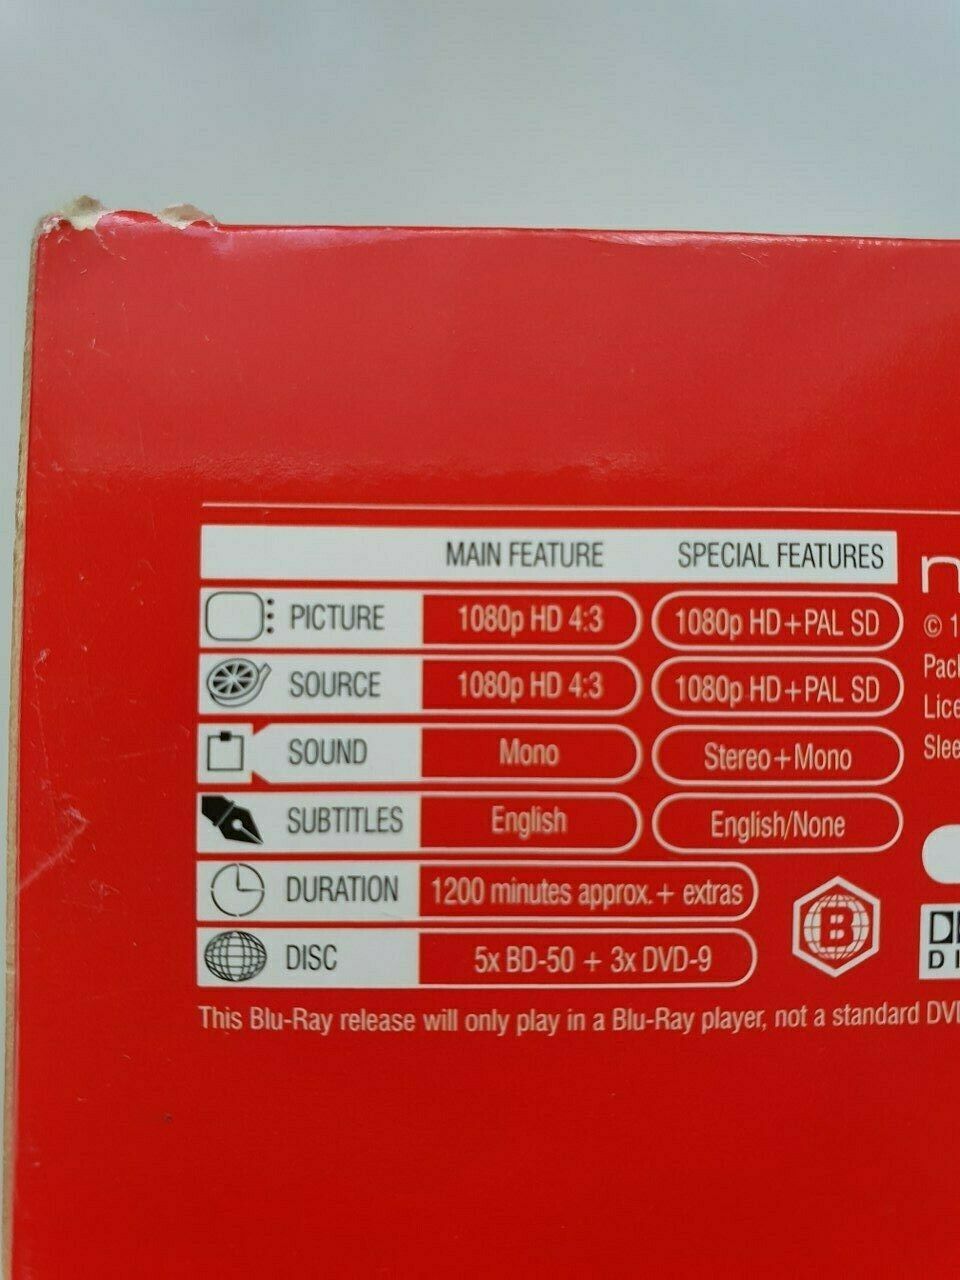 MAIN FEATURE SPECIAL FEATURES
PICTURE 1080p HD 4:3 1080p HD+PAL SD
SOURCE 1080p HD 4:3 1080p HD+PAL SD
SOUND Mono Stereo+Mono
SUBTITLES English English/None
DURATION 1200 minutes approx.+ extras
DISC 5x BD-50 + 3x DVD-9
B
This Blu-Ray release will only play in a Blu-Ray player, not a standard DVD
© 1